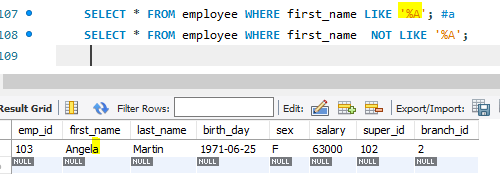 107 SELECT * FROM employee WHERE first_name LIKE '%A'; #a
108 SELECT * FROM employee WHERE first_name  NOT LIKE '%A';
109
Result Grid Filter Rows: Edit: Export/Import:
emp_id first_name last_name birth_day sex salary super_id branch_id
103 Angela Martin 1971-06-25 F 63000 102 2
NULL NULL NULL NULL NULL NULL NULL NULL